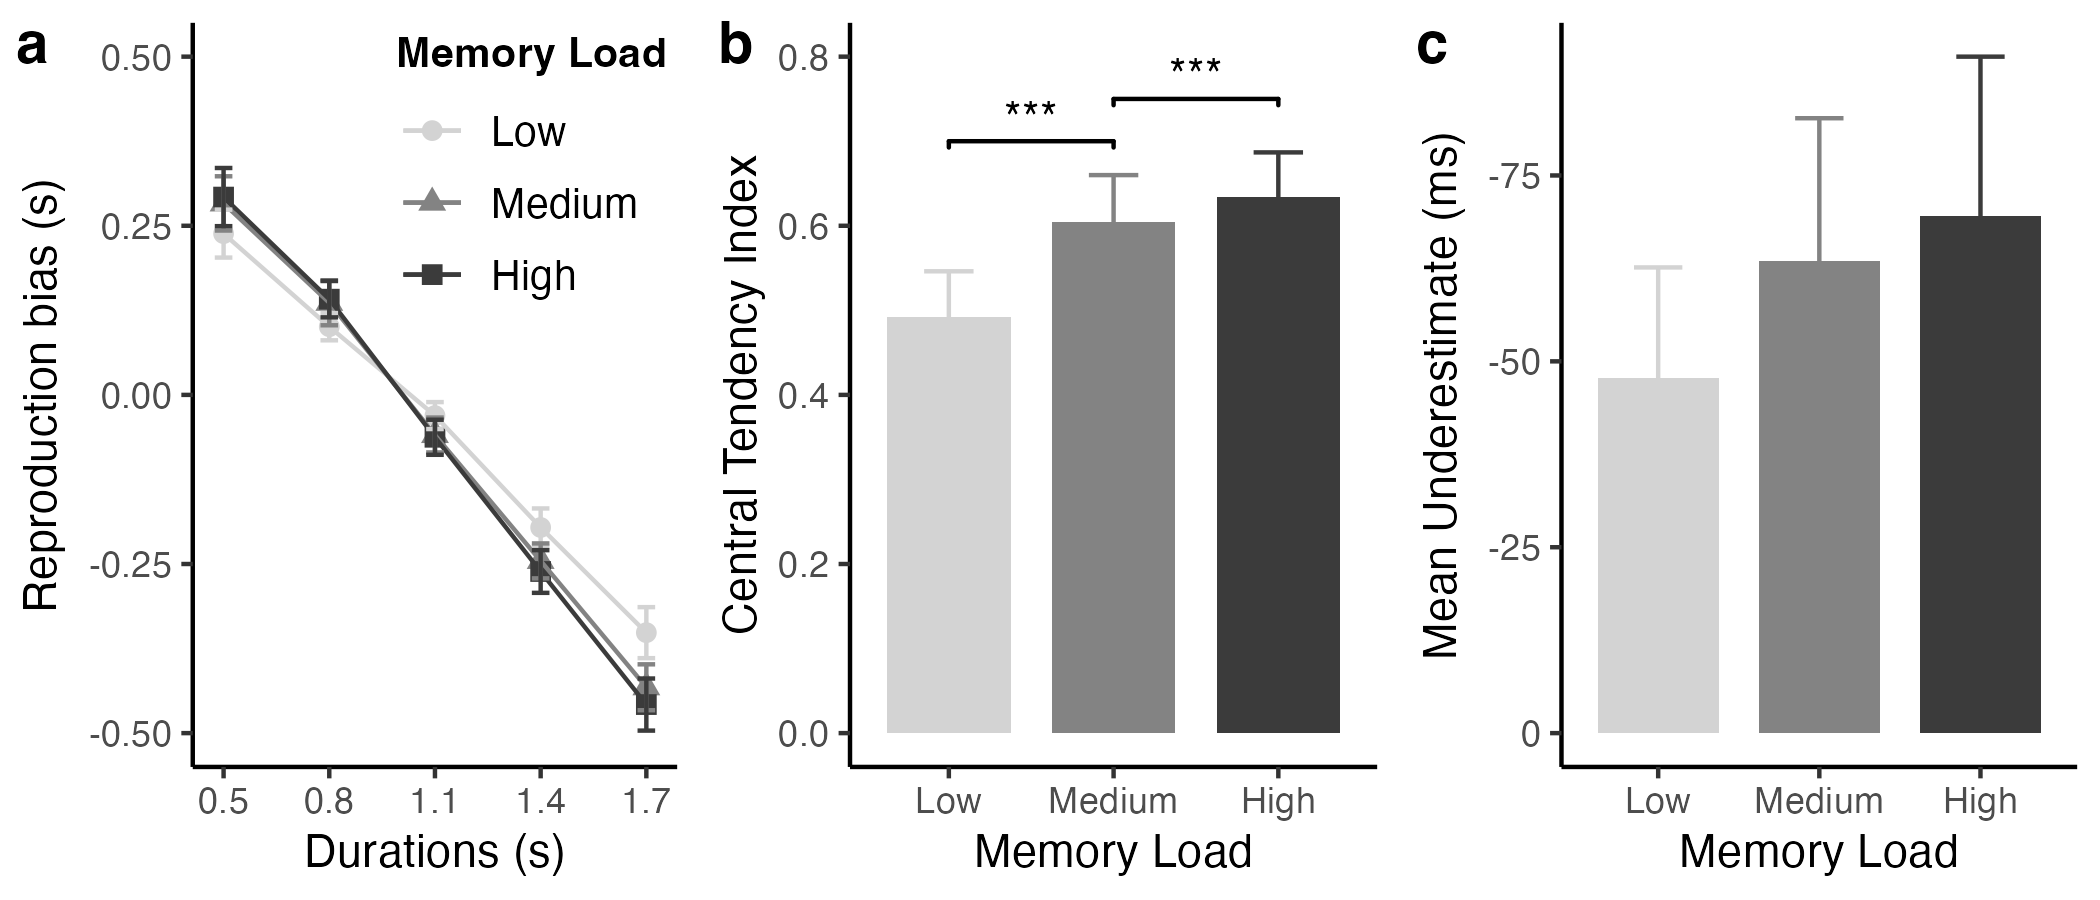 a
Reproduction bias (s)
0.50
0.25
0.00
-0.25
-0.50
Memory Load
Low
Medium
High
0.5 0.8 1.1 1.4 1.7
Durations (s)
b
Central Tendency Index
0.8
0.6
0.4
0.2
0.0
***
***
Low Medium High
Memory Load
c
Mean Underestimate (ms)
-75
-50
-25
0
Low Medium High
Memory Load